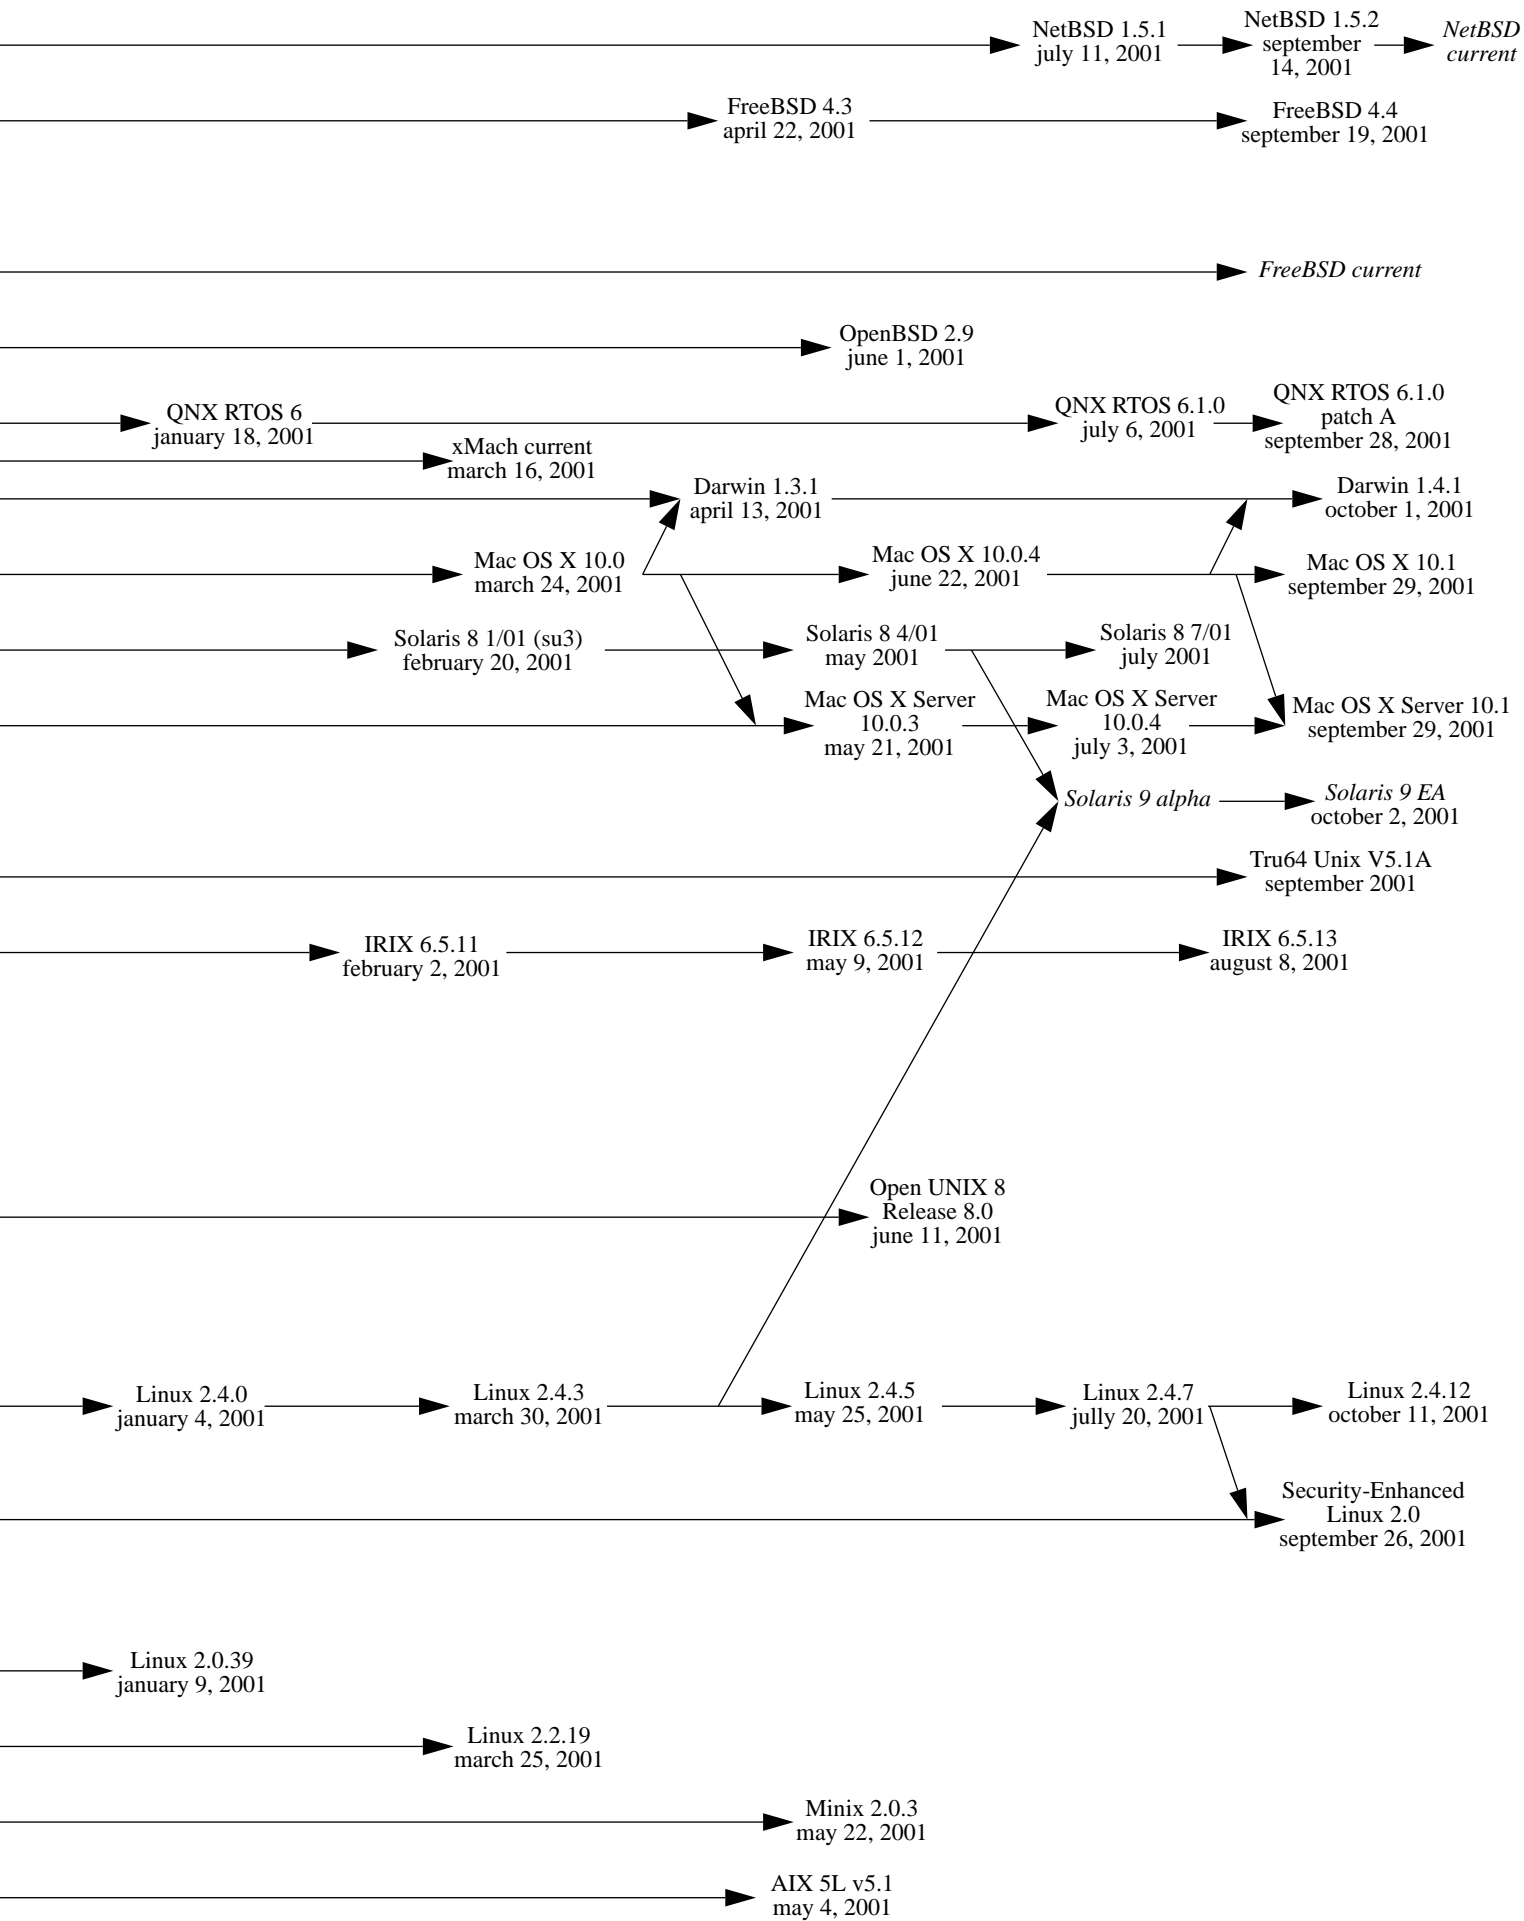 NetBSD 1.5.1
july 11, 2001
NetBSD 1.5.2
september
14, 2001
NetBSD
current
FreeBSD 4.3
april 22, 2001
FreeBSD 4.4
september 19, 2001
FreeBSD current
OpenBSD 2.9
june 1, 2001
QNX RTOS 6
january 18, 2001
QNX RTOS 6.1.0
july 6, 2001
QNX RTOS 6.1.0
patch A
september 28, 2001
xMach current
march 16, 2001
Darwin 1.3.1
april 13, 2001
Darwin 1.4.1
october 1, 2001
Mac OS X 10.0
march 24, 2001
Mac OS X 10.0.4
june 22, 2001
Mac OS X 10.1
september 29, 2001
Solaris 8 1/01 (su3)
february 20, 2001
Solaris 8 4/01
may 2001
Solaris 8 7/01
july 2001
Mac OS X Server
10.0.3
may 21, 2001
Mac OS X Server
10.0.4
july 3, 2001
Mac OS X Server 10.1
september 29, 2001
Solaris 9 alpha
Solaris 9 EA
october 2, 2001
Tru64 Unix V5.1A
september 2001
IRIX 6.5.11
february 2, 2001
IRIX 6.5.12
may 9, 2001
IRIX 6.5.13
august 8, 2001
Open UNIX 8
Release 8.0
june 11, 2001
Linux 2.4.0
january 4, 2001
Linux 2.4.3
march 30, 2001
Linux 2.4.5
may 25, 2001
Linux 2.4.7
jully 20, 2001
Linux 2.4.12
october 11, 2001
Security-Enhanced
Linux 2.0
september 26, 2001
Linux 2.0.39
january 9, 2001
Linux 2.2.19
march 25, 2001
Minix 2.0.3
may 22, 2001
AIX 5L v5.1
may 4, 2001